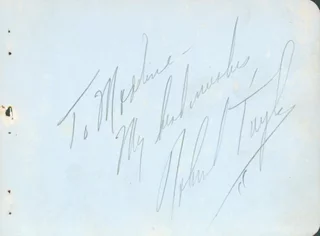 To Maxine -
My best wishes
Robert Taylor